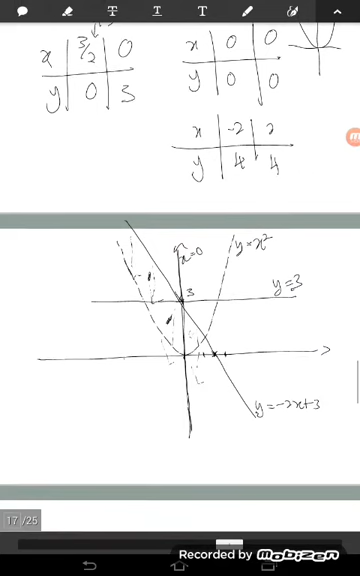 x | 3/2 | 0
y | 0 | 3
x | 0 | 0
y | 0 | 0
x | -2 | 2
y | 4 | 4
x=0
y=x²
3
y=3
y=-2x+3
17/25
Recorded by Mobizen